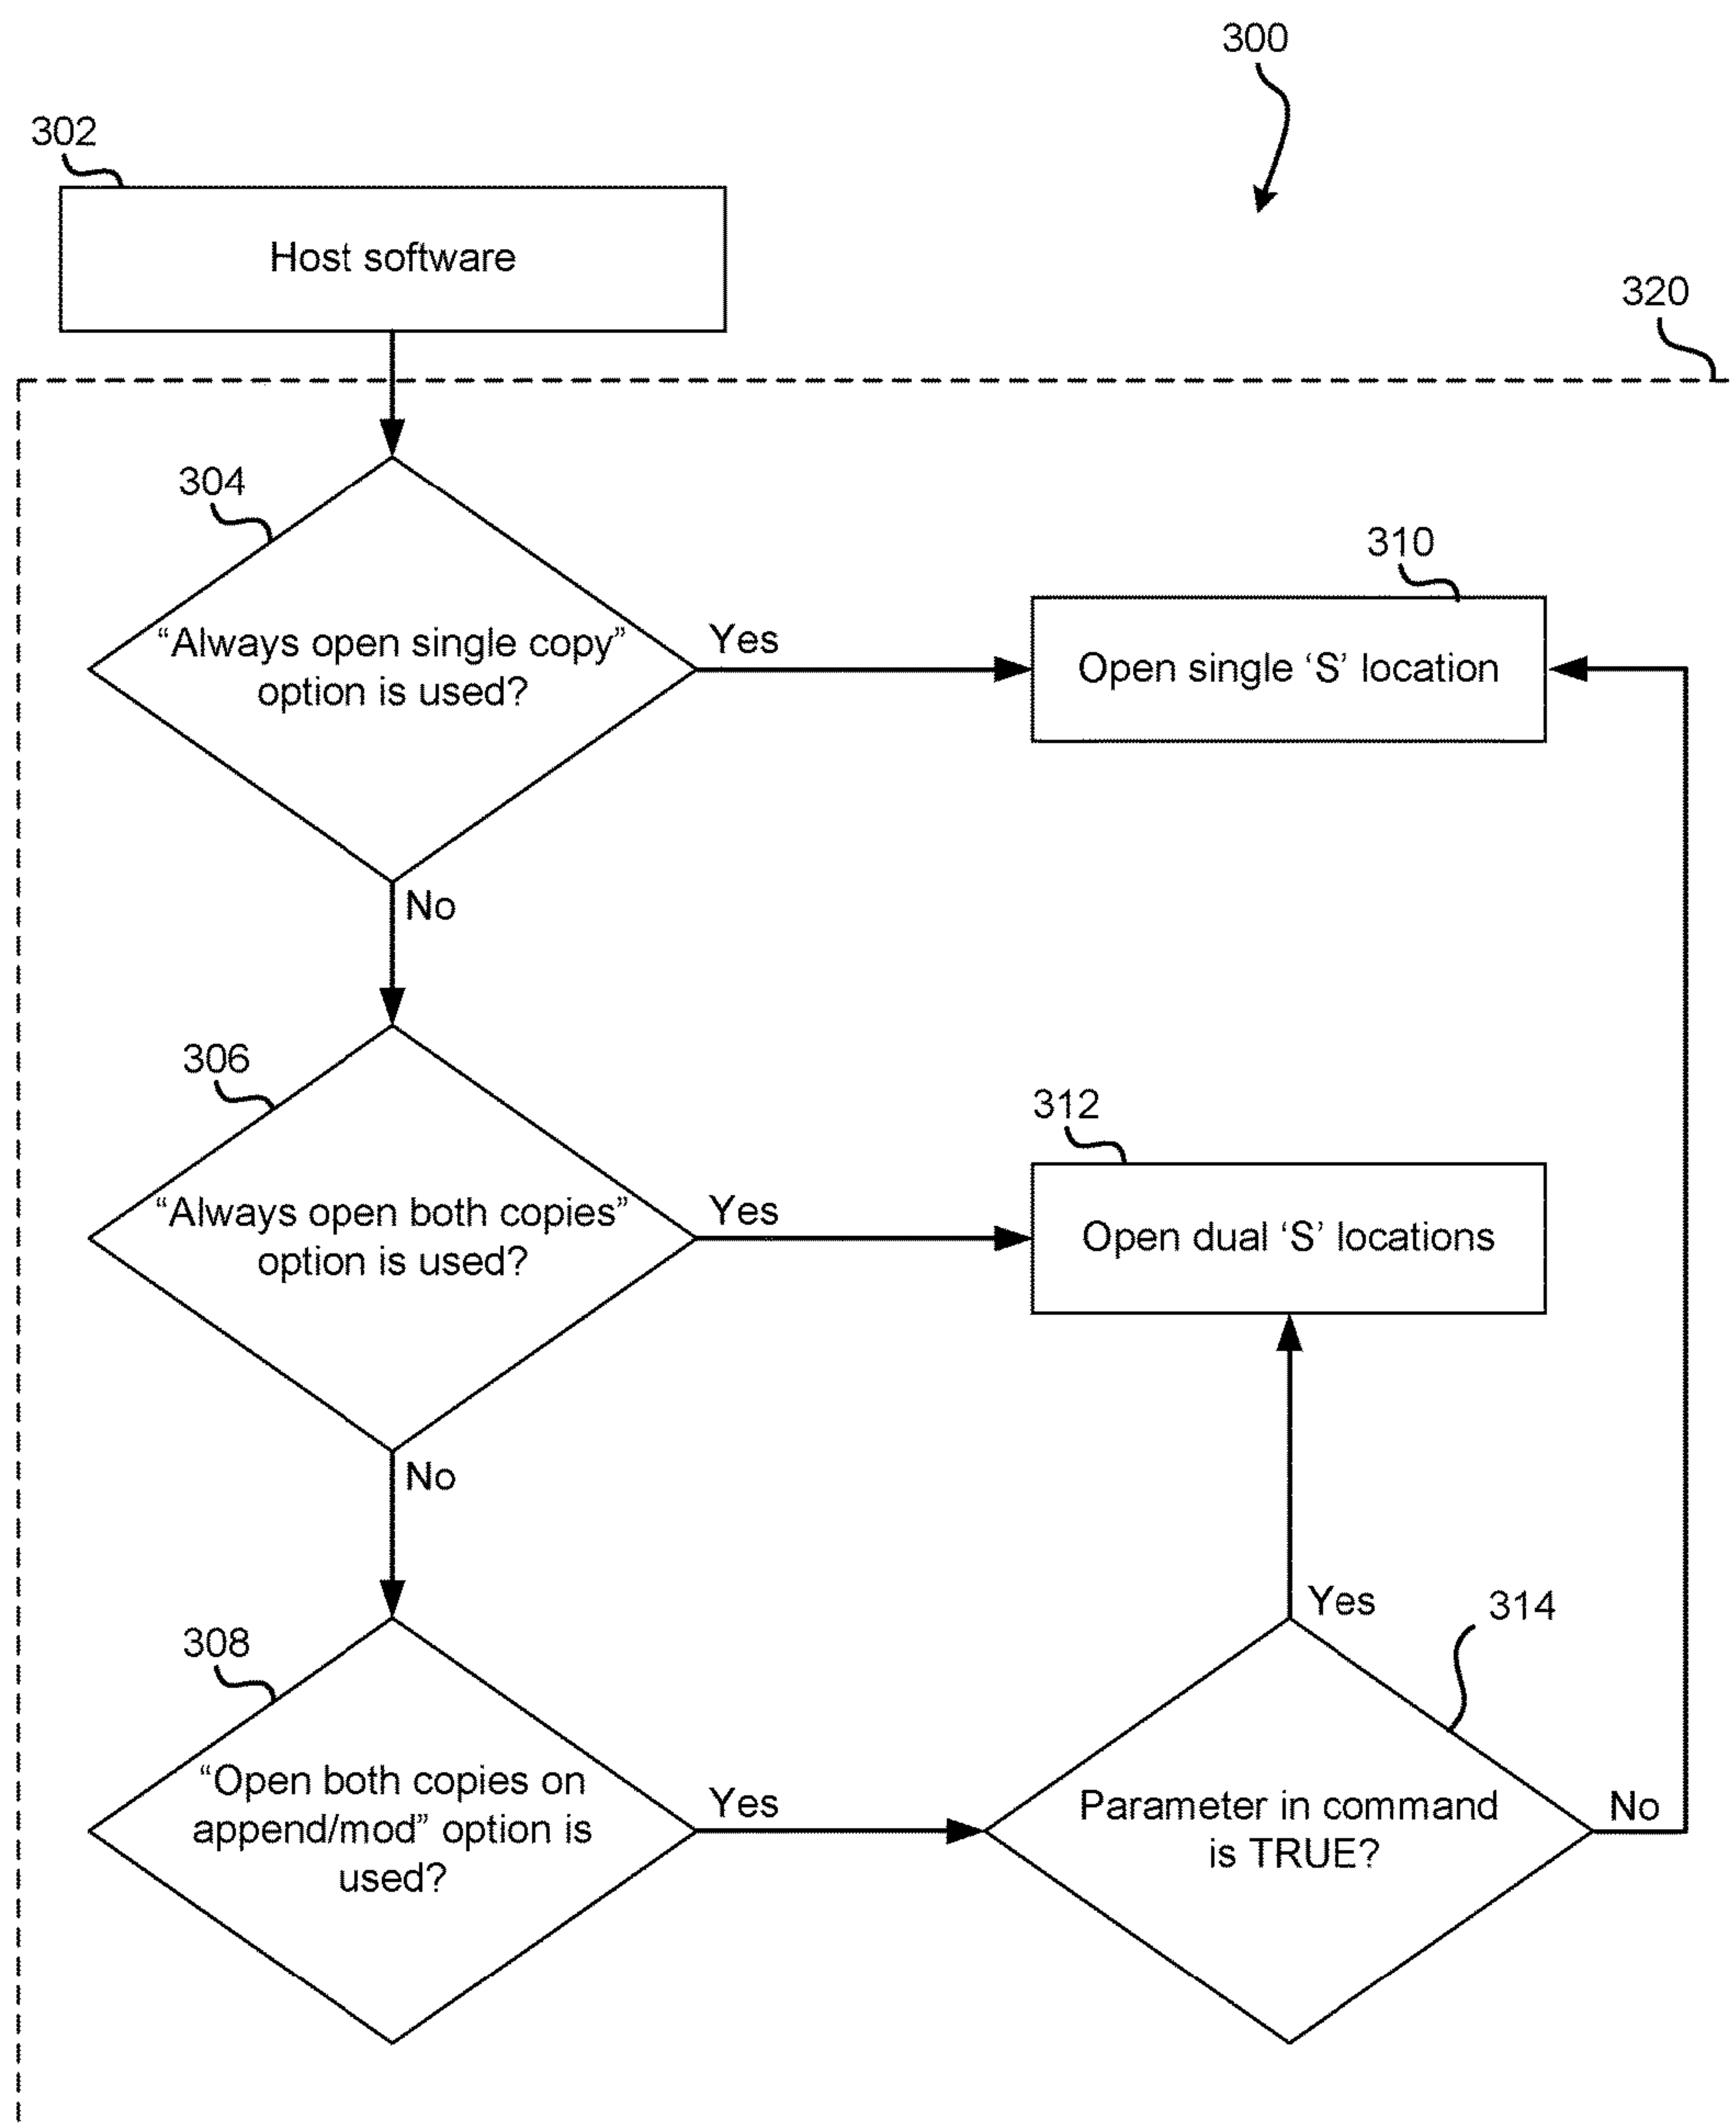 300
302
Host software
320
304
310
“Always open single copy”
option is used?
Yes
Open single ‘S’ location
No
306
312
“Always open both copies”
option is used?
Yes
Open dual ‘S’ locations
No
308
Yes
314
“Open both copies on
append/mod” option is
used?
Yes
Parameter in command
is TRUE?
No